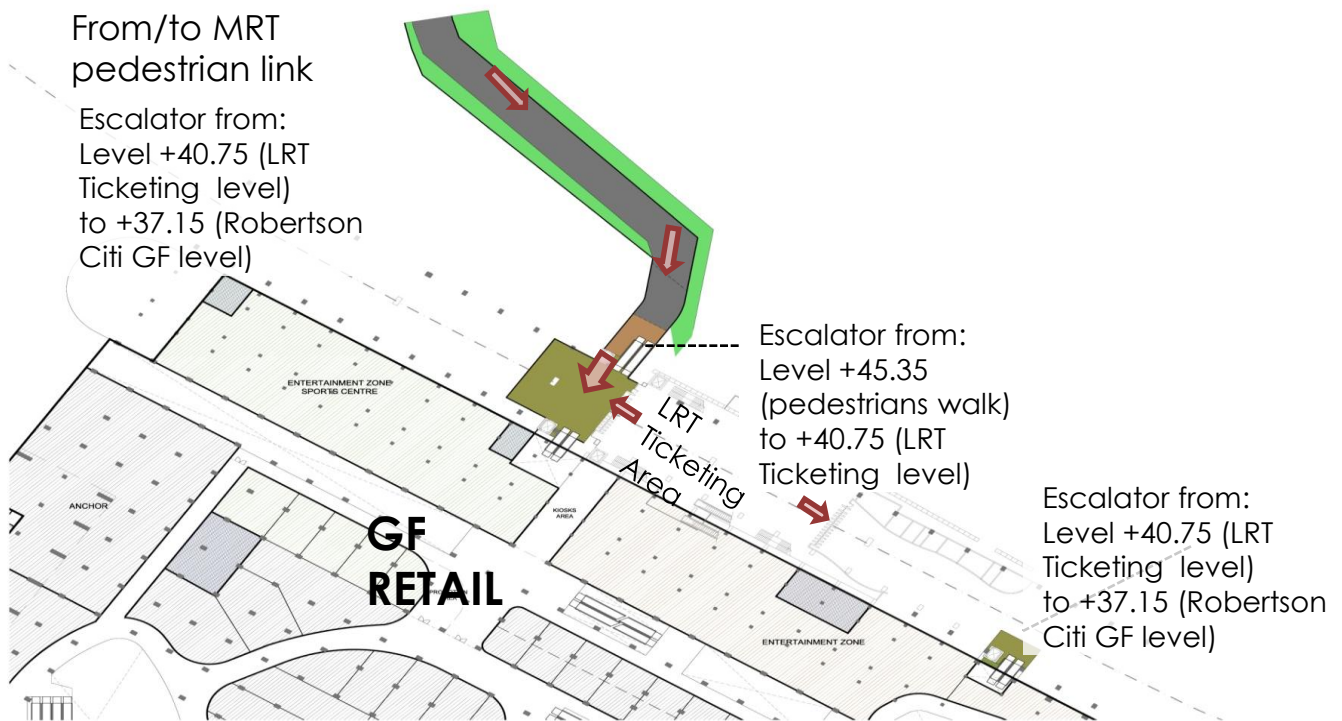 From/to MRT
pedestrian link
Escalator from:
Level +40.75 (LRT
Ticketing level)
to +37.15 (Robertson
Citi GF level)
Escalator from:
Level +45.35
(pedestrians walk)
to +40.75 (LRT
Ticketing level)
LRT
Ticketing
Area
Escalator from:
Level +40.75 (LRT
Ticketing level)
to +37.15 (Robertson
Citi GF level)
ENTERTAINMENT ZONE
SPORTS CENTRE
ANCHOR
KIOSKS
AREA
GF
RETAIL
ENTERTAINMENT ZONE